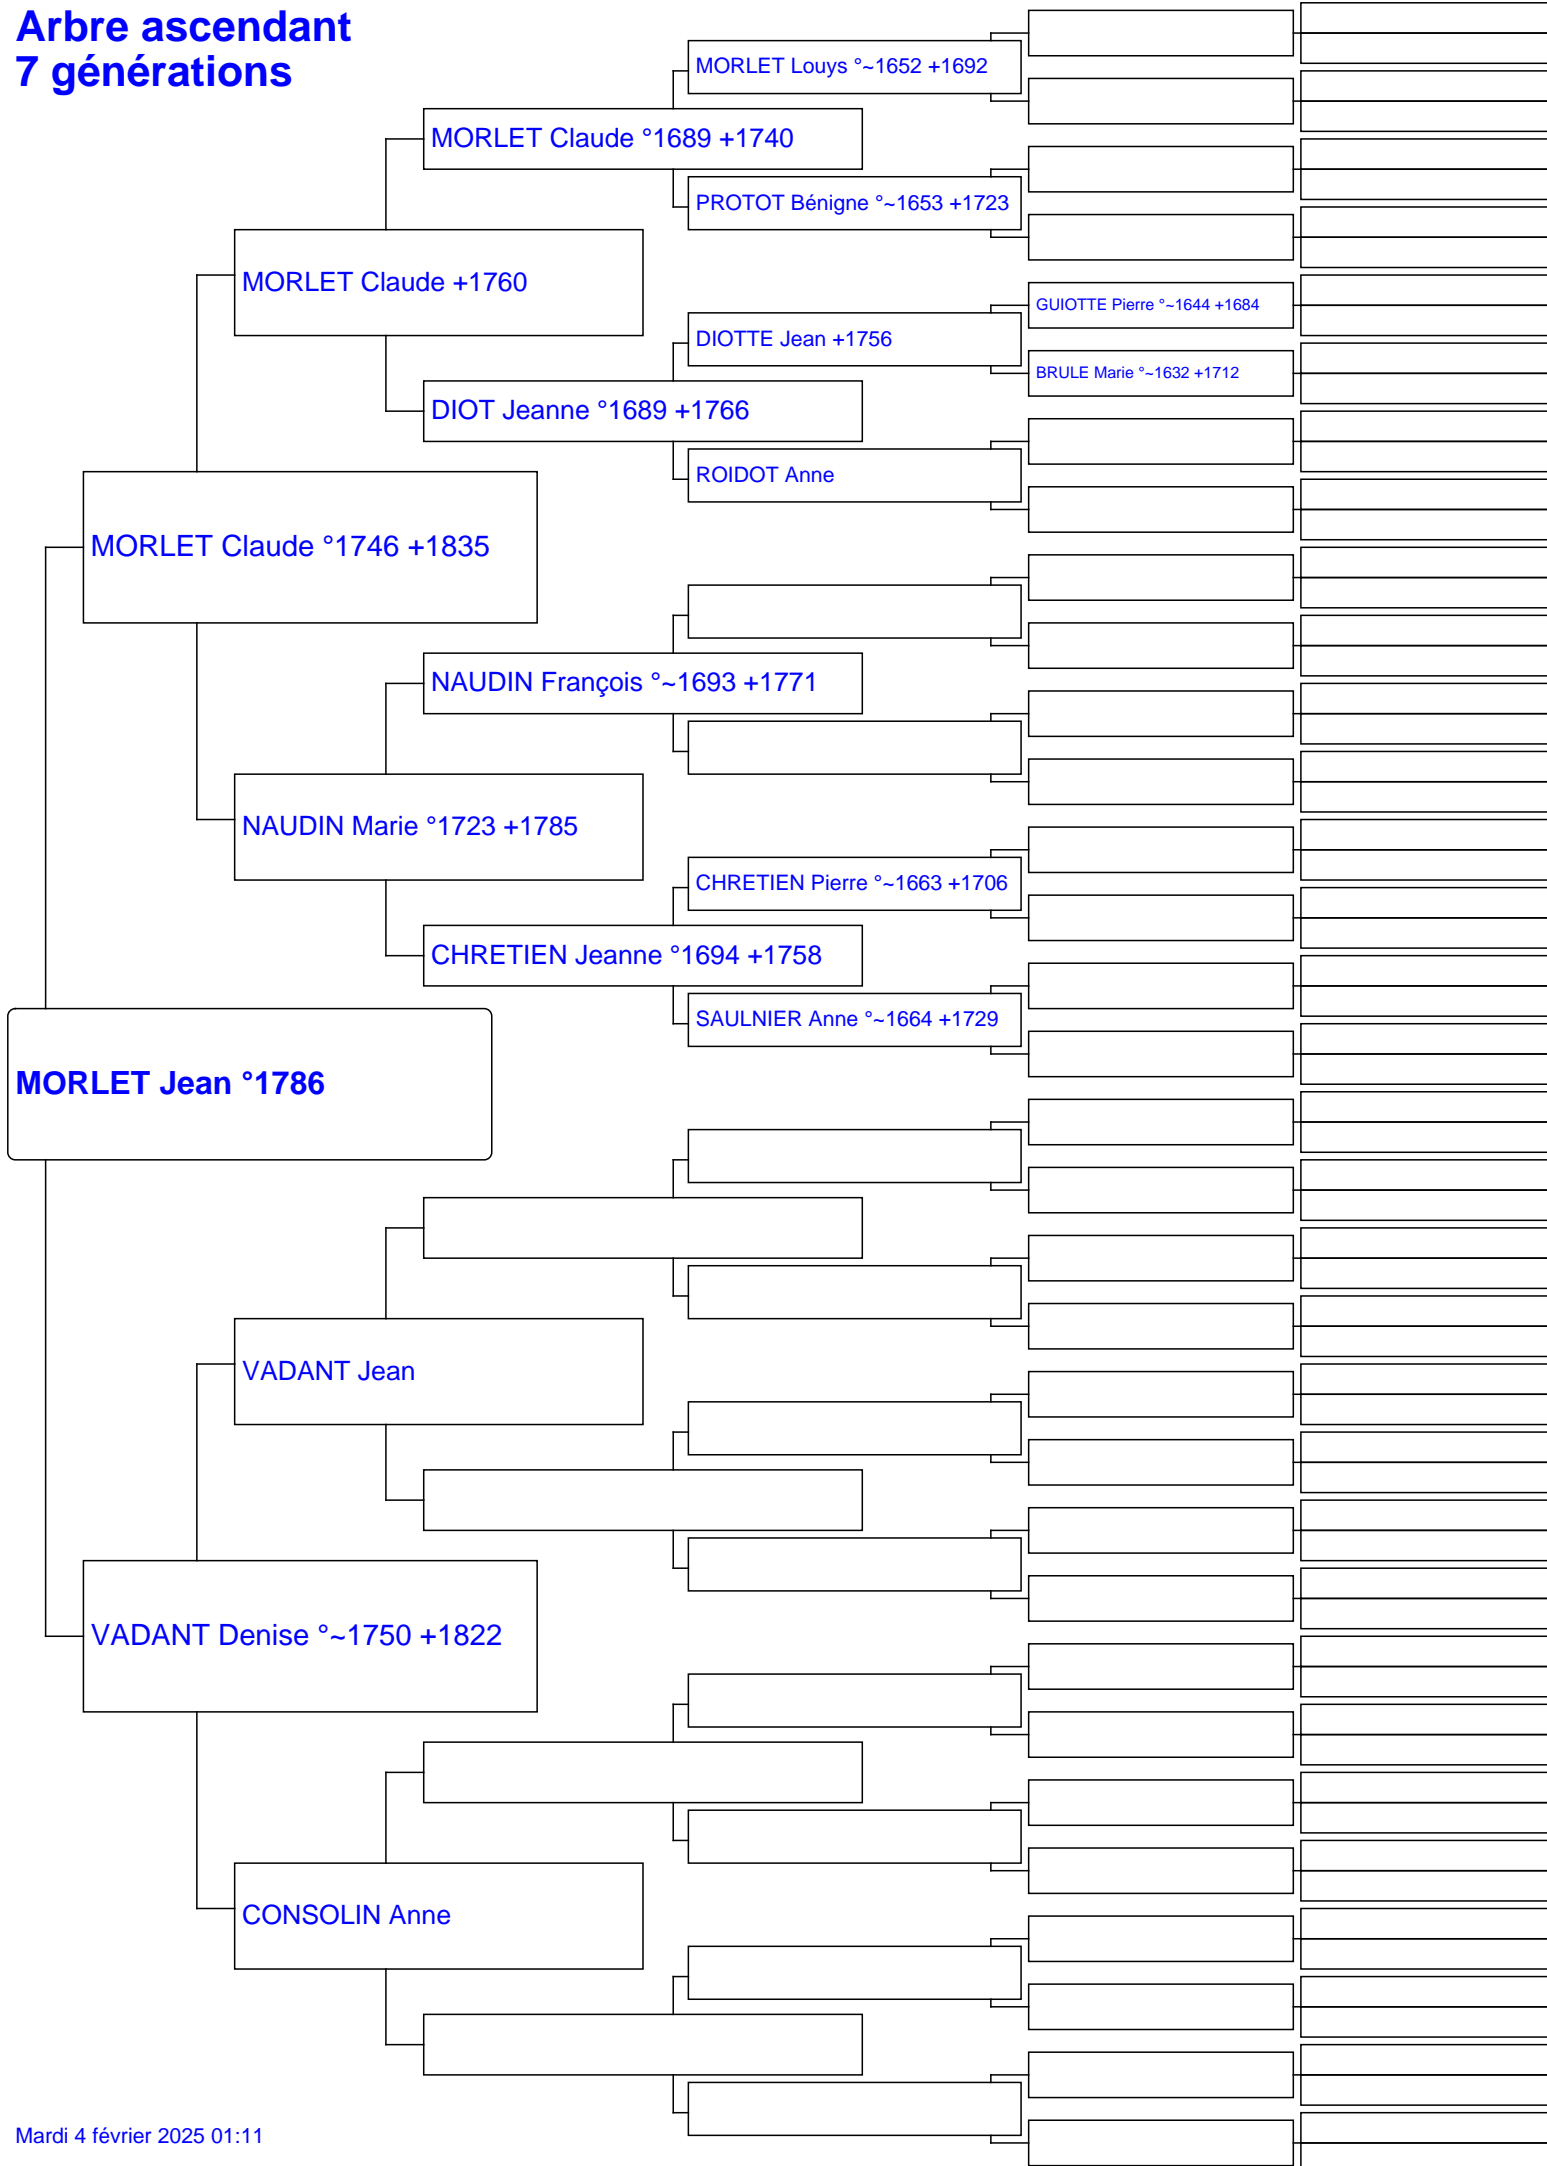 Arbre ascendant
7 générations
MORLET Louys °~1652 +1692
MORLET Claude °1689 +1740
PROTOT Bénigne °~1653 +1723
MORLET Claude +1760
GUIOTTE Pierre °~1644 +1684
DIOTTE Jean +1756
BRULE Marie °~1632 +1712
DIOT Jeanne °1689 +1766
ROIDOT Anne
MORLET Claude °1746 +1835
NAUDIN François °~1693 +1771
NAUDIN Marie °1723 +1785
CHRETIEN Pierre °~1663 +1706
CHRETIEN Jeanne °1694 +1758
SAULNIER Anne °~1664 +1729
MORLET Jean °1786
VADANT Jean
VADANT Denise °~1750 +1822
CONSOLIN Anne
Mardi 4 février 2025 01:11